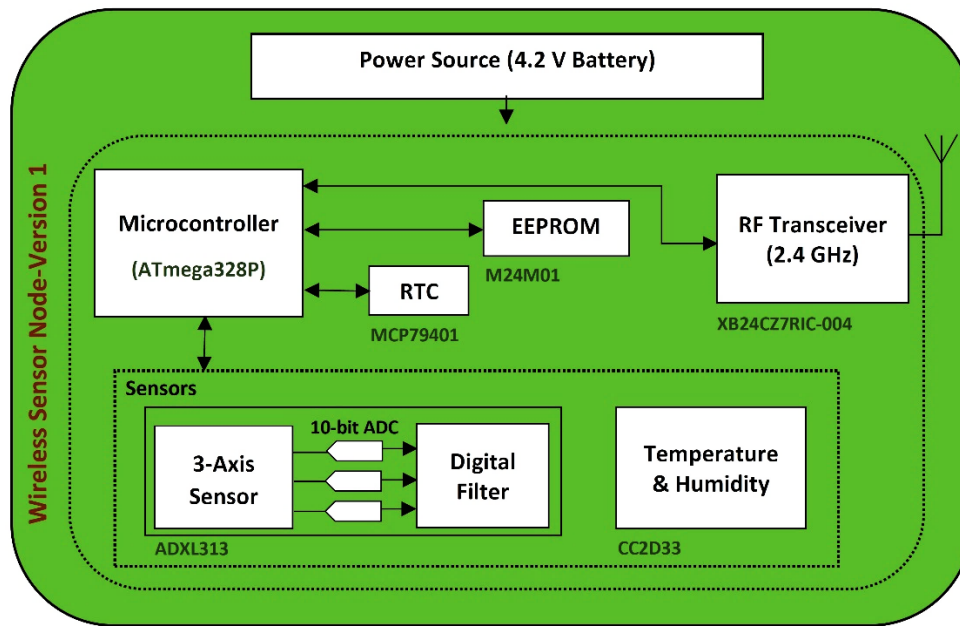 Wireless Sensor Node-Version 1
Power Source (4.2 V Battery)
Microcontroller
(ATmega328P)
EEPROM
M24M01
RTC
MCP79401
RF Transceiver
(2.4 GHz)
XB24CZ7RIC-004
Sensors
10-bit ADC
3-Axis
Sensor
Digital
Filter
ADXL313
Temperature
& Humidity
CC2D33